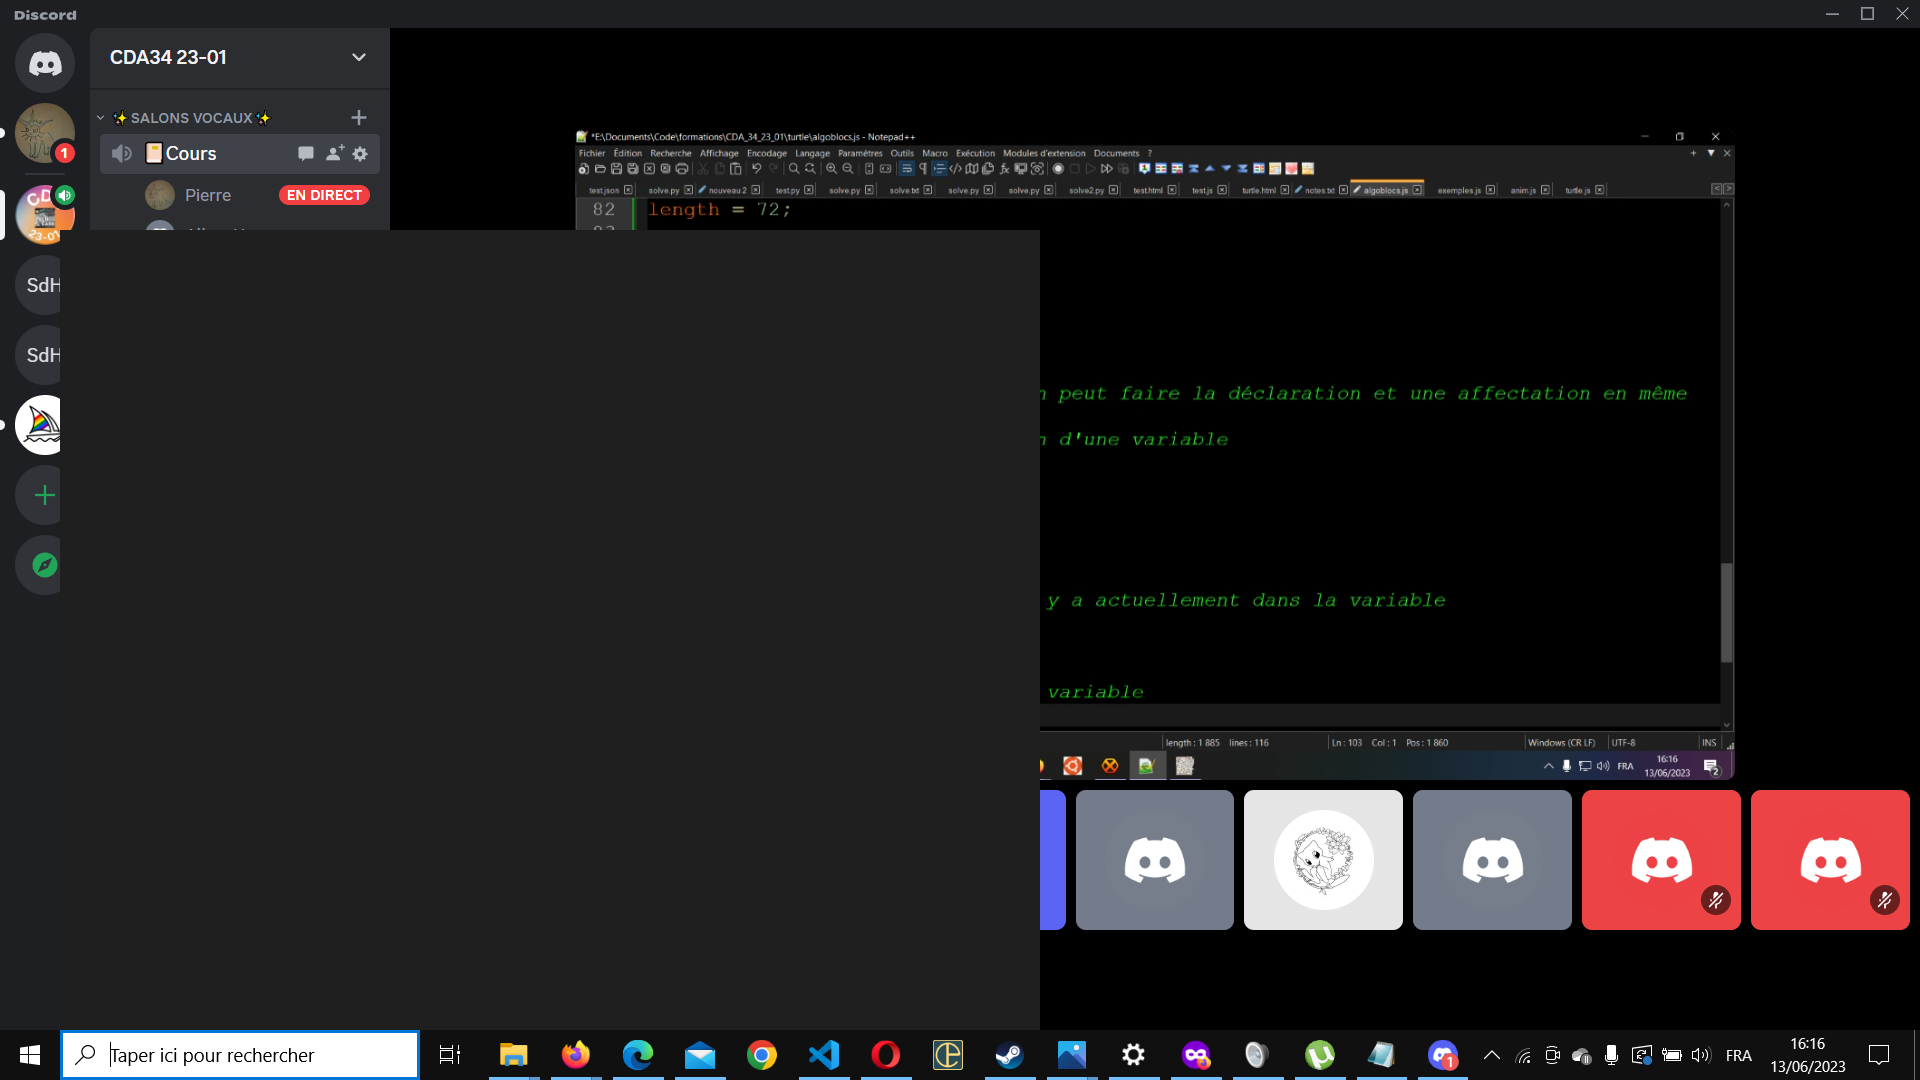 Discord
CDA34 23-01
SALONS VOCAUX
Cours
Pierre
EN DIRECT
1
SdH
SdH
*E:\Documents\Code\formations\CDA_34_23_01\turtle\algoblocs.js - Notepad++
Fichier Édition Recherche Affichage Encodage Langage Paramètres Outils Macro Exécution Modules d'extension Documents ?
test.json solve.py nouveau 2 test.py solve.py solve.txt solve.py solve.py solve2.py test.html test.js turtle.html notes.txt algoblocs.js exemples.js anim.js turtle.js
82 length = 72;
peut faire la déclaration et une affectation en même
d'une variable
y a actuellement dans la variable
variable
length : 1 885 lines : 116 Ln : 103 Col : 1 Pos : 1 860 Windows (CR LF) UTF-8 INS
FRA 16:16
13/06/2023
2
Taper ici pour rechercher
1
FRA
16:16
13/06/2023